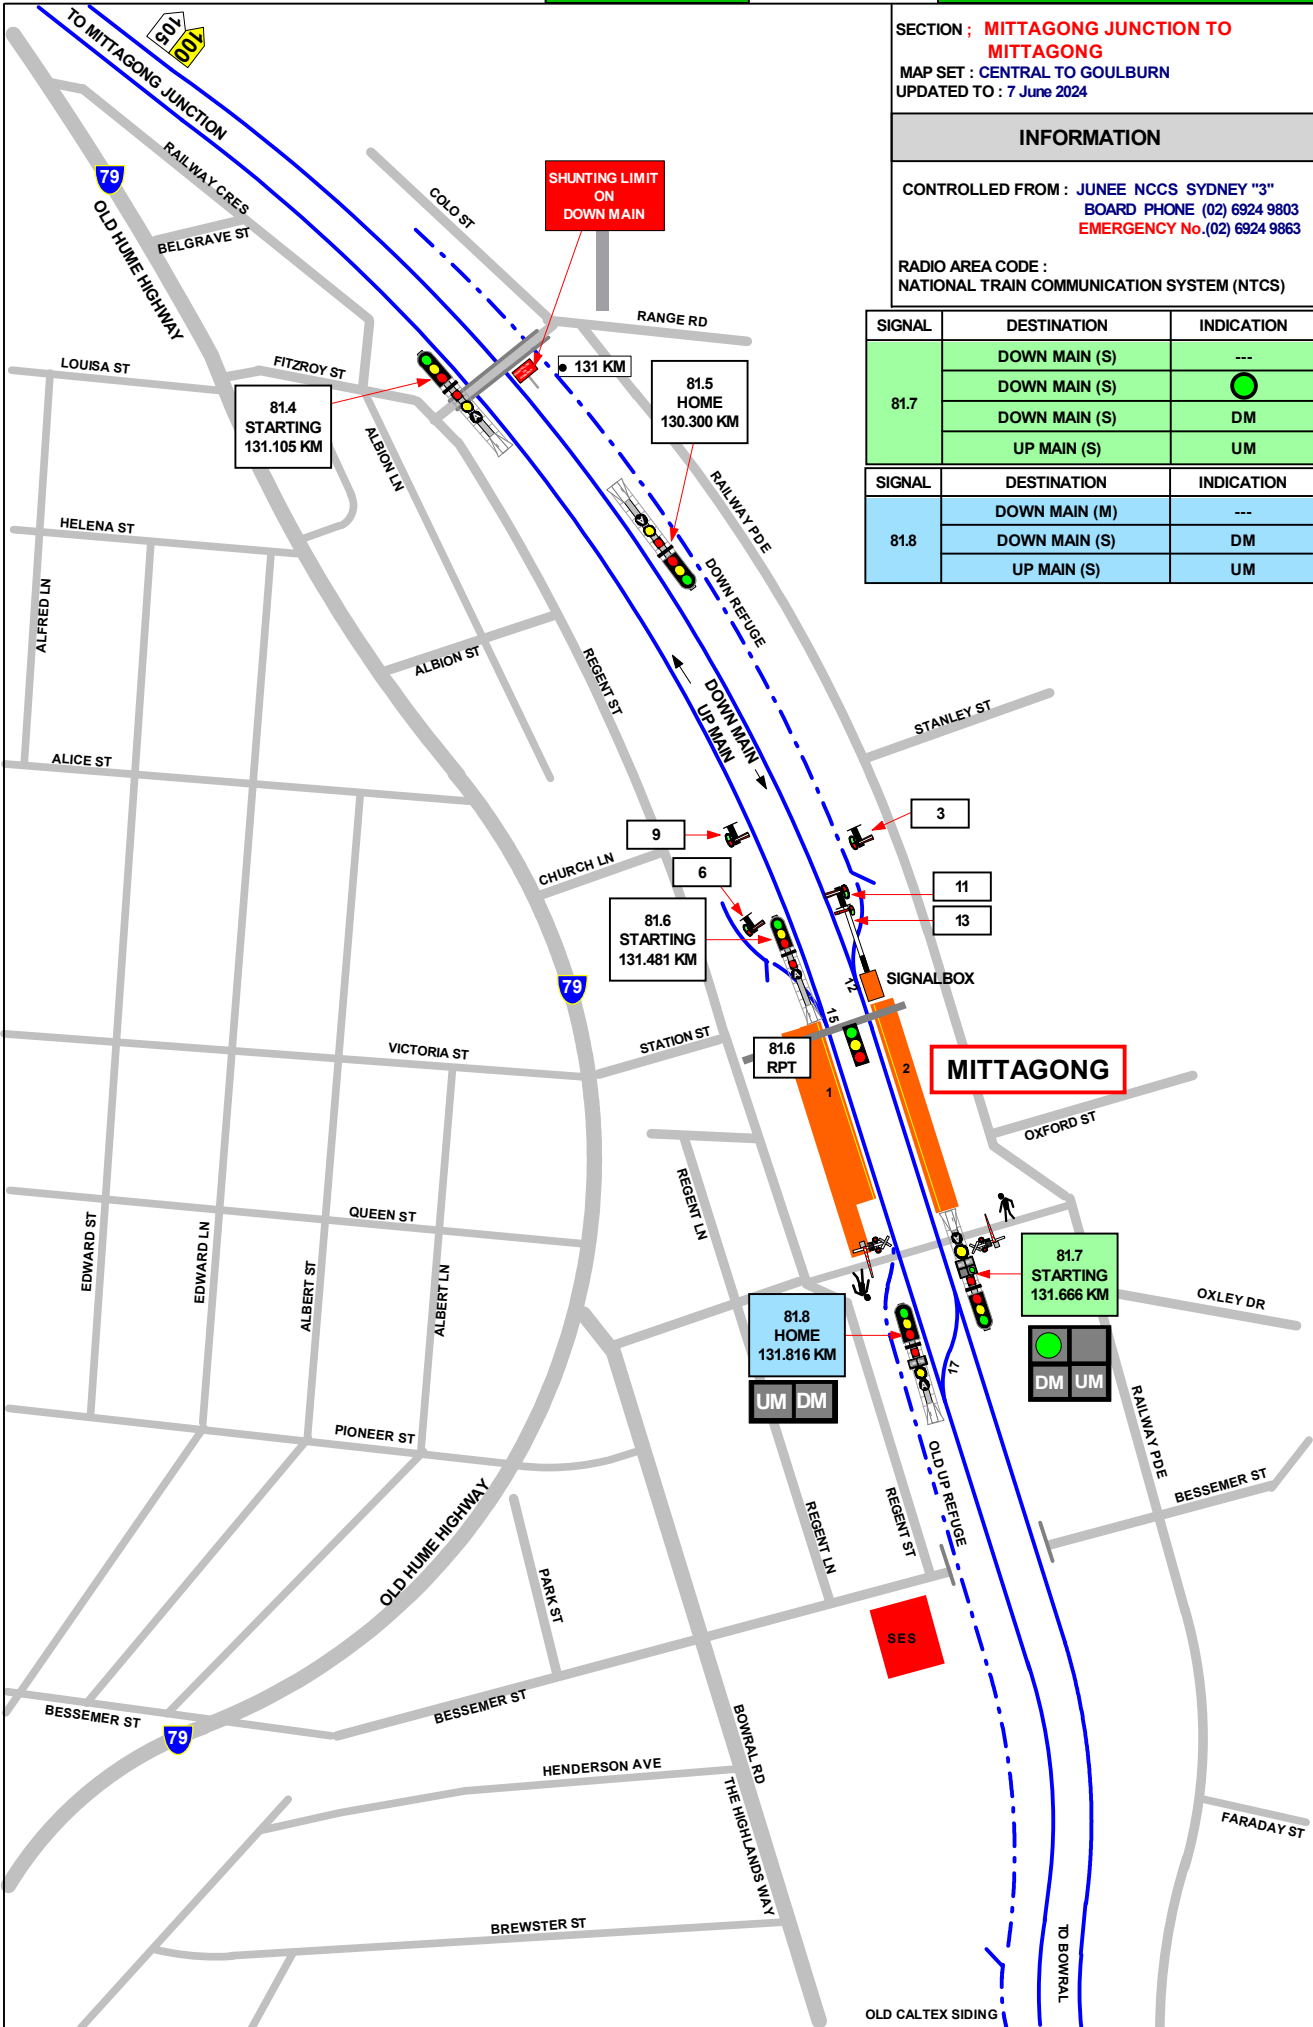 SECTION ; MITTAGONG JUNCTION TO
MITTAGONG
MAP SET : CENTRAL TO GOULBURN
UPDATED TO : 7 June 2024
INFORMATION
CONTROLLED FROM : JUNEE NCCS SYDNEY "3"
BOARD PHONE (02) 6924 9803
EMERGENCY No.(02) 6924 9863
RADIO AREA CODE :
NATIONAL TRAIN COMMUNICATION SYSTEM (NTCS)
SIGNAL DESTINATION INDICATION
81.7
DOWN MAIN (S) ---
DOWN MAIN (S)
DOWN MAIN (S) DM
UP MAIN (S) UM
SIGNAL DESTINATION INDICATION
81.8
DOWN MAIN (M) ---
DOWN MAIN (S) DM
UP MAIN (S) UM
TO MITTAGONG JUNCTION
105
100
79
OLD HUME HIGHWAY
RAILWAY CRES
BELGRAVE ST
COLO ST
SHUNTING LIMIT
ON
DOWN MAIN
RANGE RD
131 KM
LOUISA ST
FITZROY ST
81.4
STARTING
131.105 KM
81.5
HOME
130.300 KM
ALBION LN
RAILWAY PDE
HELENA ST
ALFRED LN
DOWN REFUGE
ALBION ST
REGENT ST
DOWN MAIN
UP MAIN
STANLEY ST
ALICE ST
9
3
CHURCH LN
6
11
13
81.6
STARTING
131.481 KM
SIGNALBOX
12
15
79
STATION ST
VICTORIA ST
81.6
RPT
1
2
MITTAGONG
OXFORD ST
REGENT LN
QUEEN ST
EDWARD ST
EDWARD LN
ALBERT ST
ALBERT LN
81.7
STARTING
131.666 KM
DM UM
OXLEY DR
81.8
HOME
131.816 KM
UM DM
17
PIONEER ST
OLD HUME HIGHWAY
OLD UP REFUGE
RAILWAY PDE
BESSEMER ST
REGENT LN
REGENT ST
PARK ST
SES
BESSEMER ST
79
BESSEMER ST
BOWRAL RD
HENDERSON AVE
THE HIGHLANDS WAY
FARADAY ST
BREWSTER ST
TO BOWRAL
OLD CALTEX SIDING